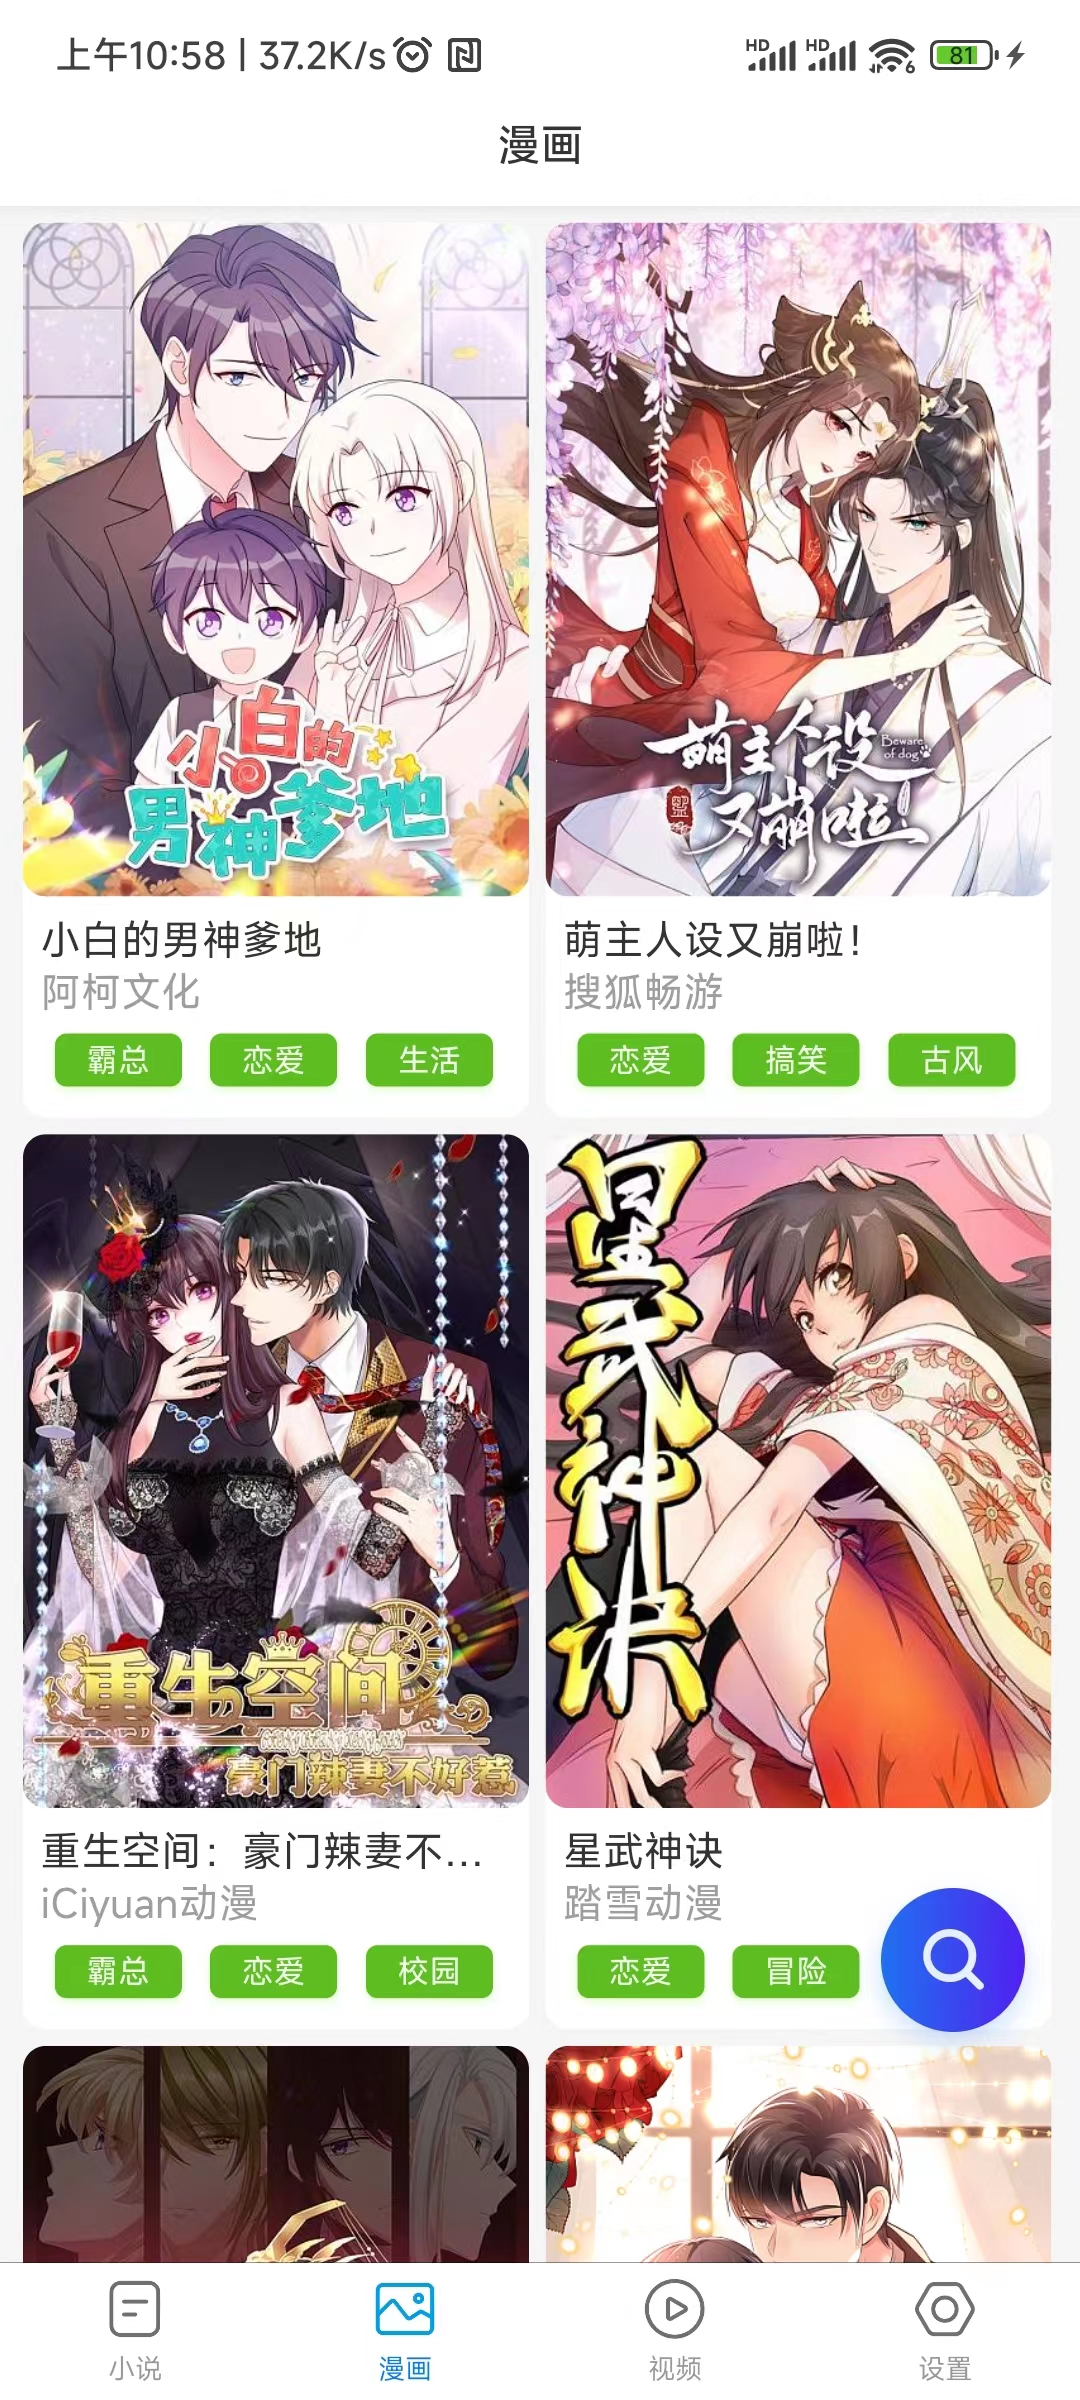 上午10:58 | 37.2K/s
HD HD 6 81
漫画
小白的
男神爹地
萌主人设
Beware
of dog
又崩啦!
小白的男神爹地
萌主人设又崩啦!
阿柯文化
搜狐畅游
霸总 恋爱 生活
恋爱 搞笑 古风
重生空间
豪门辣妻不好惹
星武神诀
重生空间：豪门辣妻不...
星武神诀
iCiyuan动漫
踏雪动漫
霸总 恋爱 校园
恋爱 冒险
小说 漫画 视频 设置